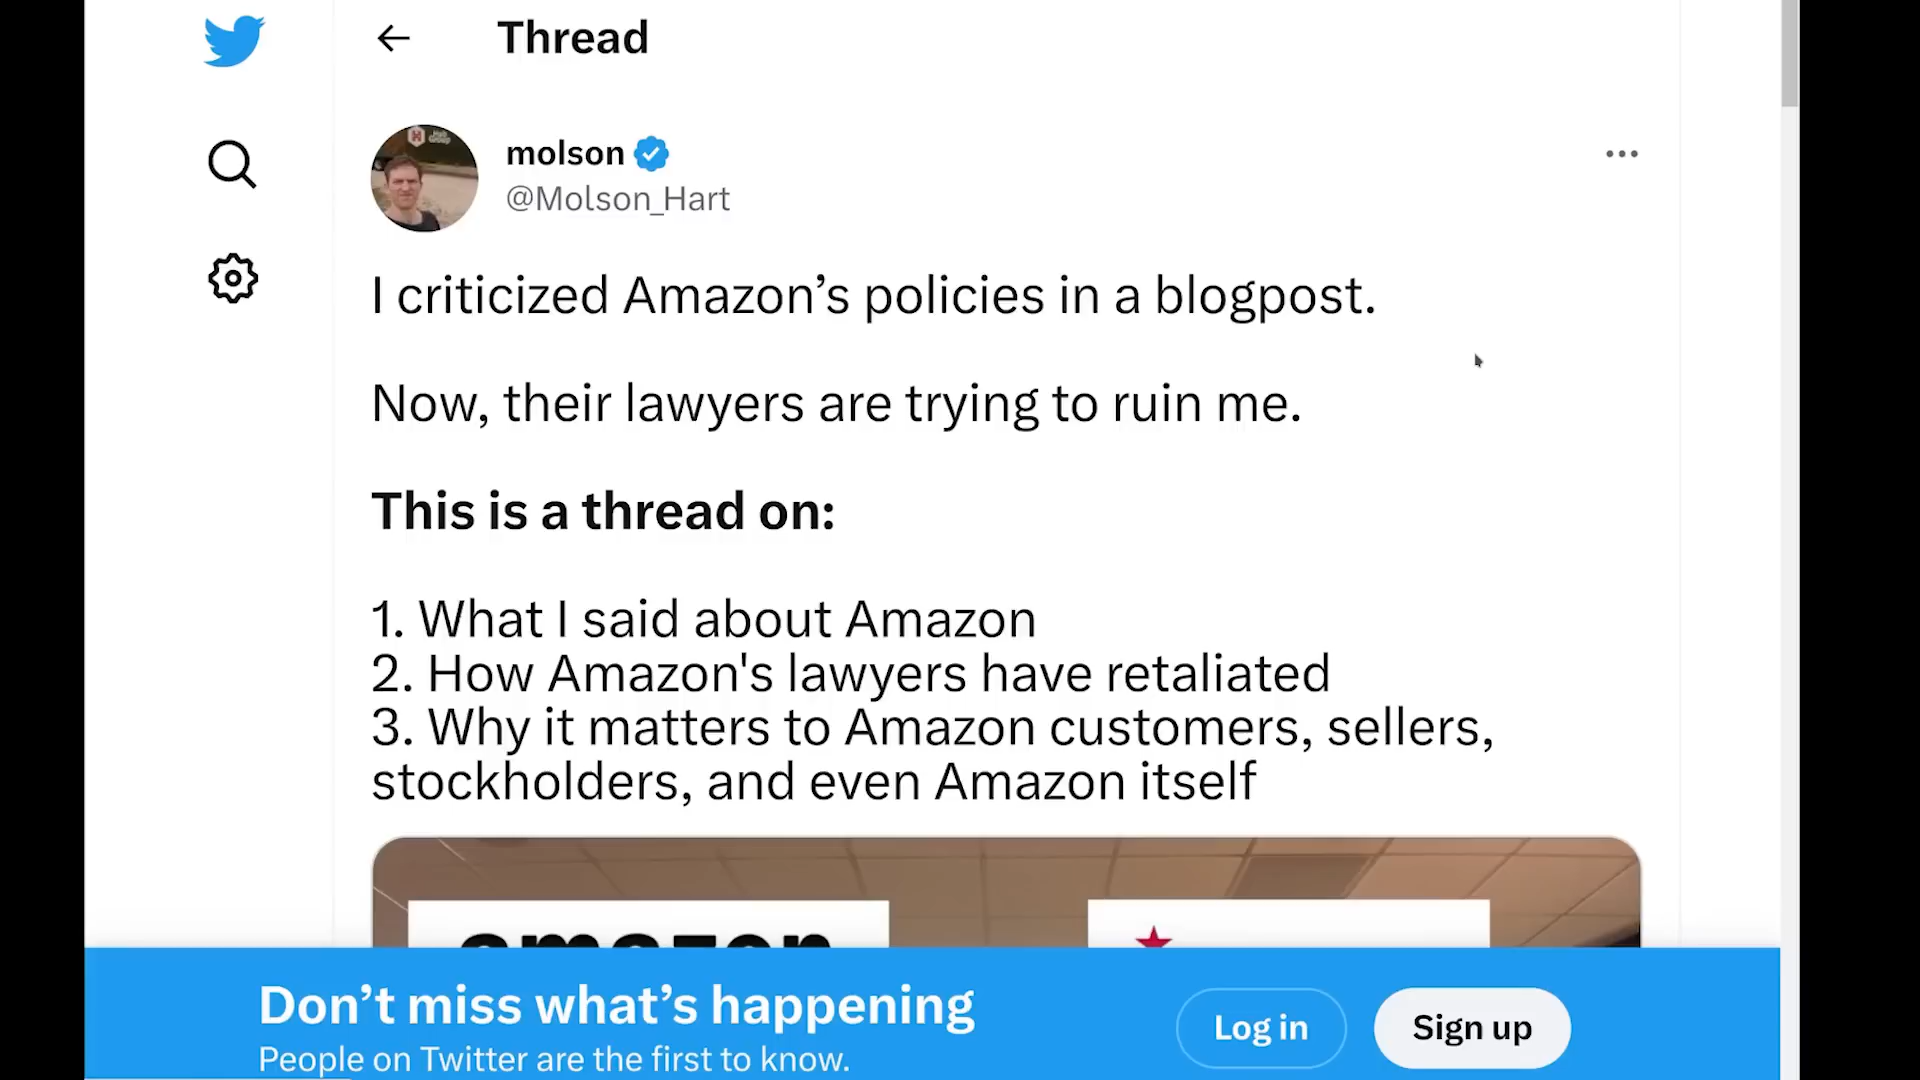 Thread
molson
@Molson_Hart
I criticized Amazon’s policies in a blogpost.
Now, their lawyers are trying to ruin me.
This is a thread on:
1. What I said about Amazon
2. How Amazon's lawyers have retaliated
3. Why it matters to Amazon customers, sellers,
stockholders, and even Amazon itself
amazon
Don’t miss what’s happening
People on Twitter are the first to know.
Log in
Sign up